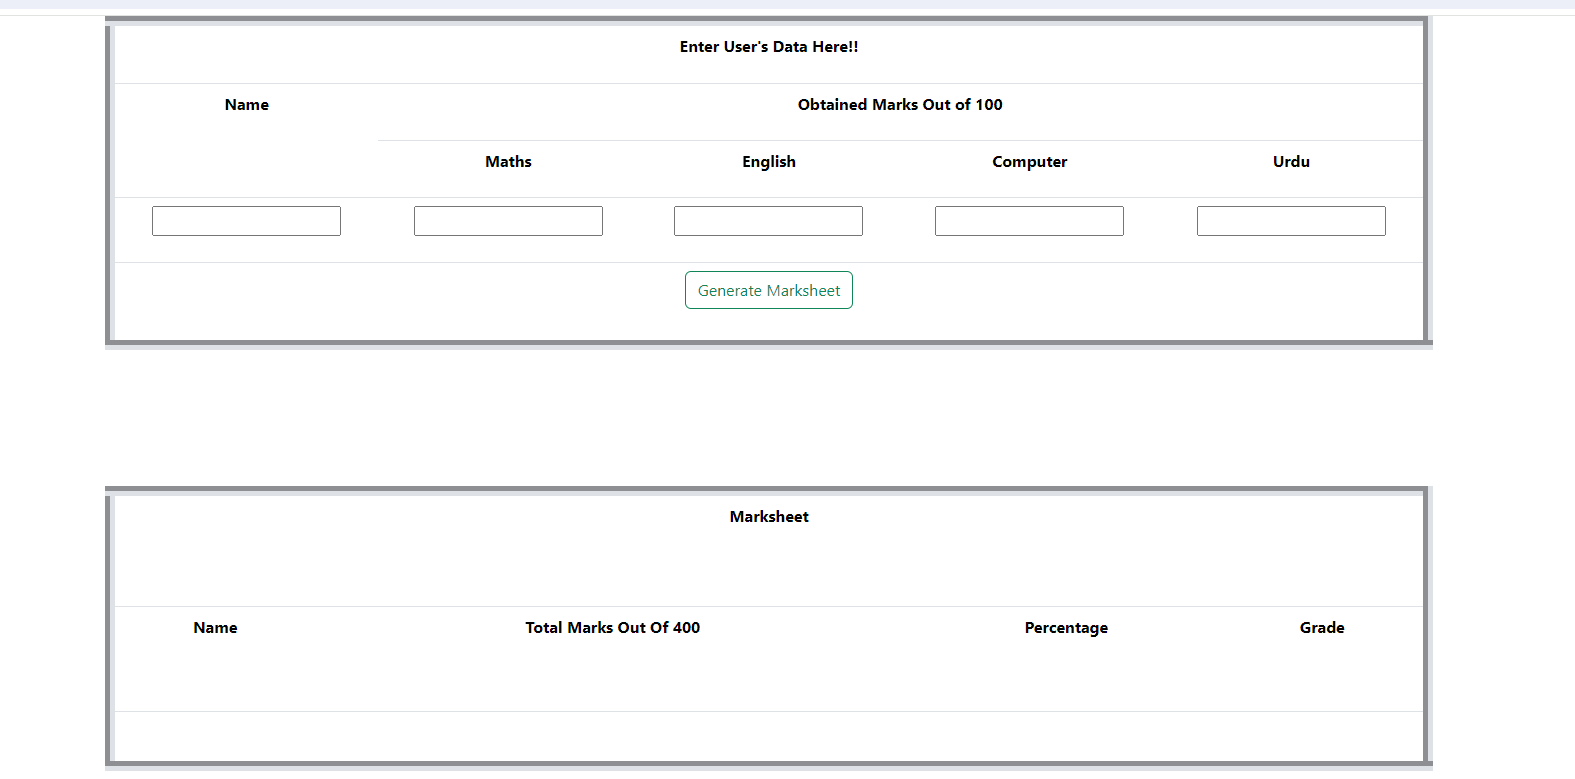 Enter User's Data Here!!
Name
Obtained Marks Out of 100
Maths
English
Computer
Urdu
Generate Marksheet
Marksheet
Name
Total Marks Out Of 400
Percentage
Grade